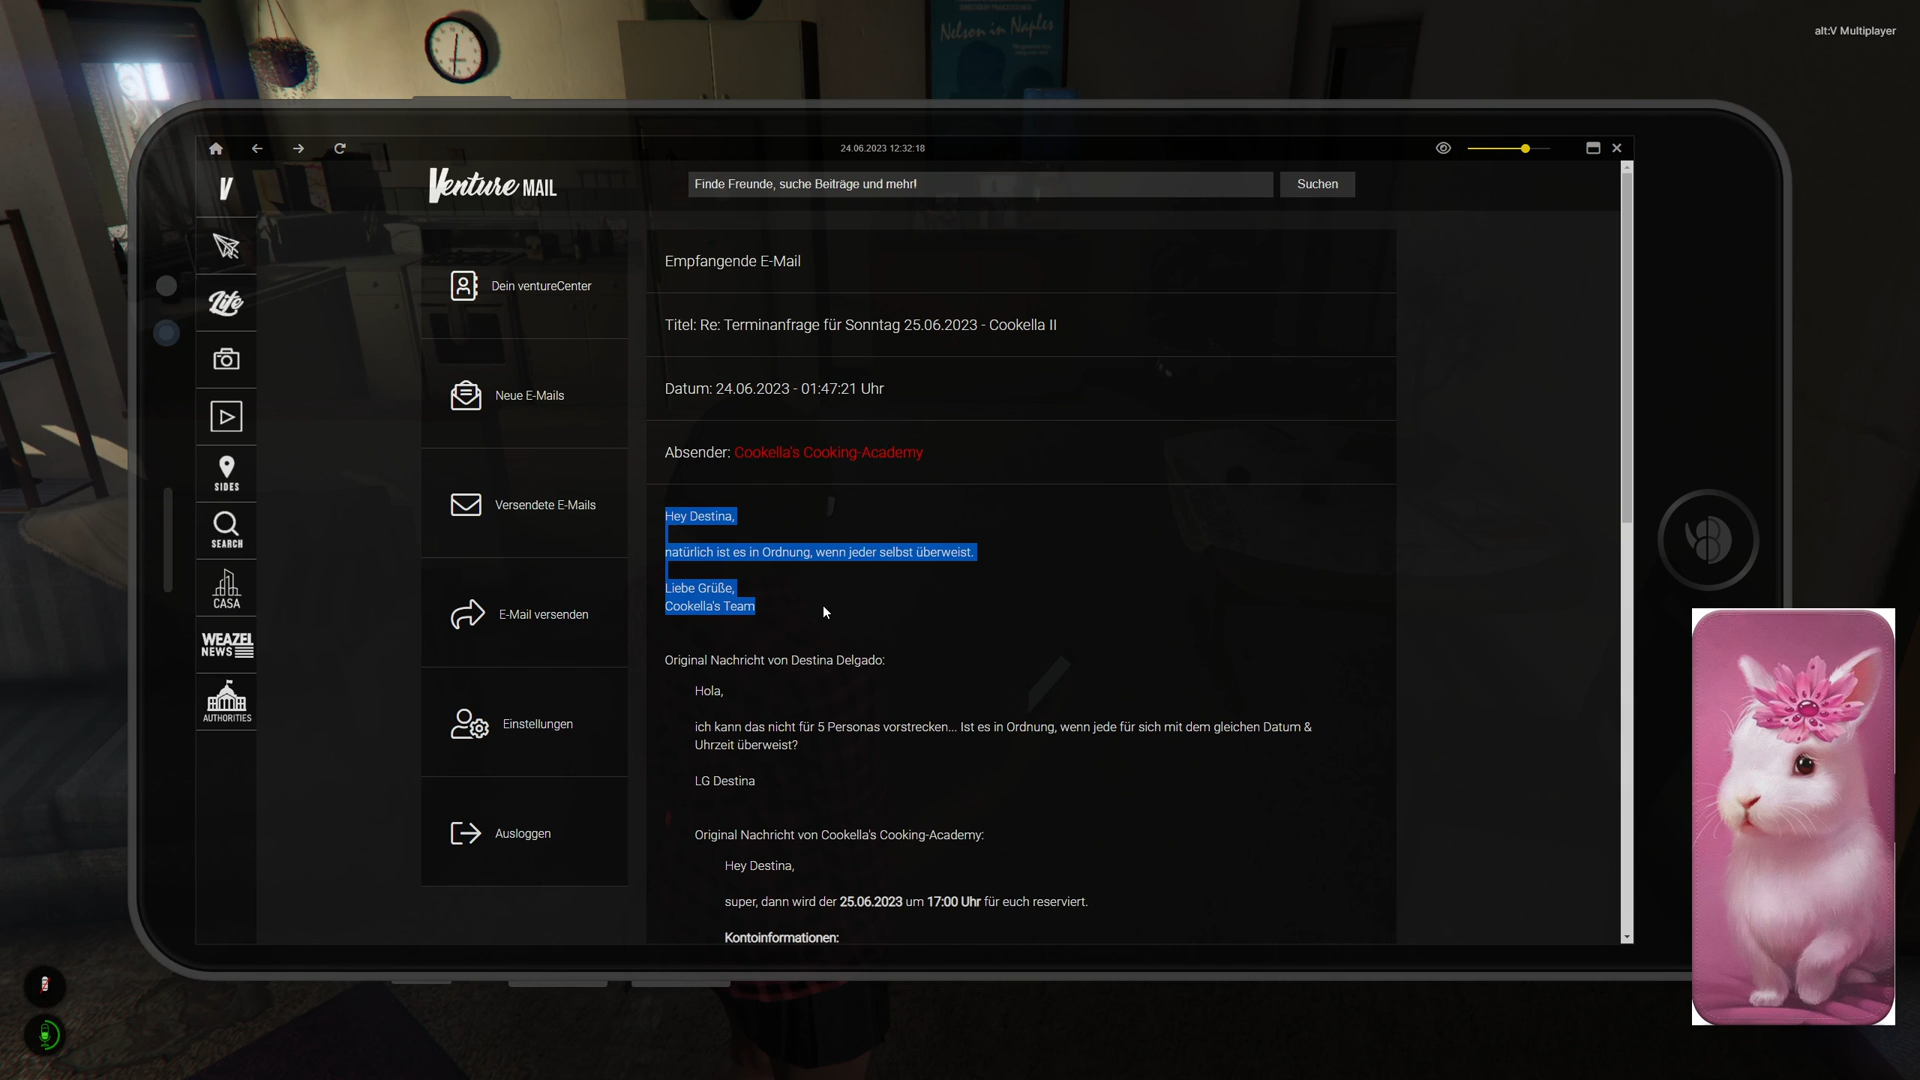 Nelson in Naples
alt:V Multiplayer
24.06.2023 12:32:18
V
Venture MAIL
Finde Freunde, suche Beiträge und mehr!
Suchen
Life
SIDES
SEARCH
CASA
WEAZEL
NEWS
AUTHORITIES
Dein ventureCenter
Neue E-Mails
Versendete E-Mails
E-Mail versenden
Einstellungen
Ausloggen
Empfangende E-Mail
Titel: Re: Terminanfrage für Sonntag 25.06.2023 - Cookella II
Datum: 24.06.2023 - 01:47:21 Uhr
Absender: Cookella's Cooking-Academy
Hey Destina,
natürlich ist es in Ordnung, wenn jeder selbst überweist.
Liebe Grüße,
Cookella's Team
Original Nachricht von Destina Delgado:
Hola,
ich kann das nicht für 5 Personas vorstrecken... Ist es in Ordnung, wenn jede für sich mit dem gleichen Datum &
Uhrzeit überweist?
LG Destina
Original Nachricht von Cookella's Cooking-Academy:
Hey Destina,
super, dann wird der 25.06.2023 um 17:00 Uhr für euch reserviert.
Kontoinformationen: